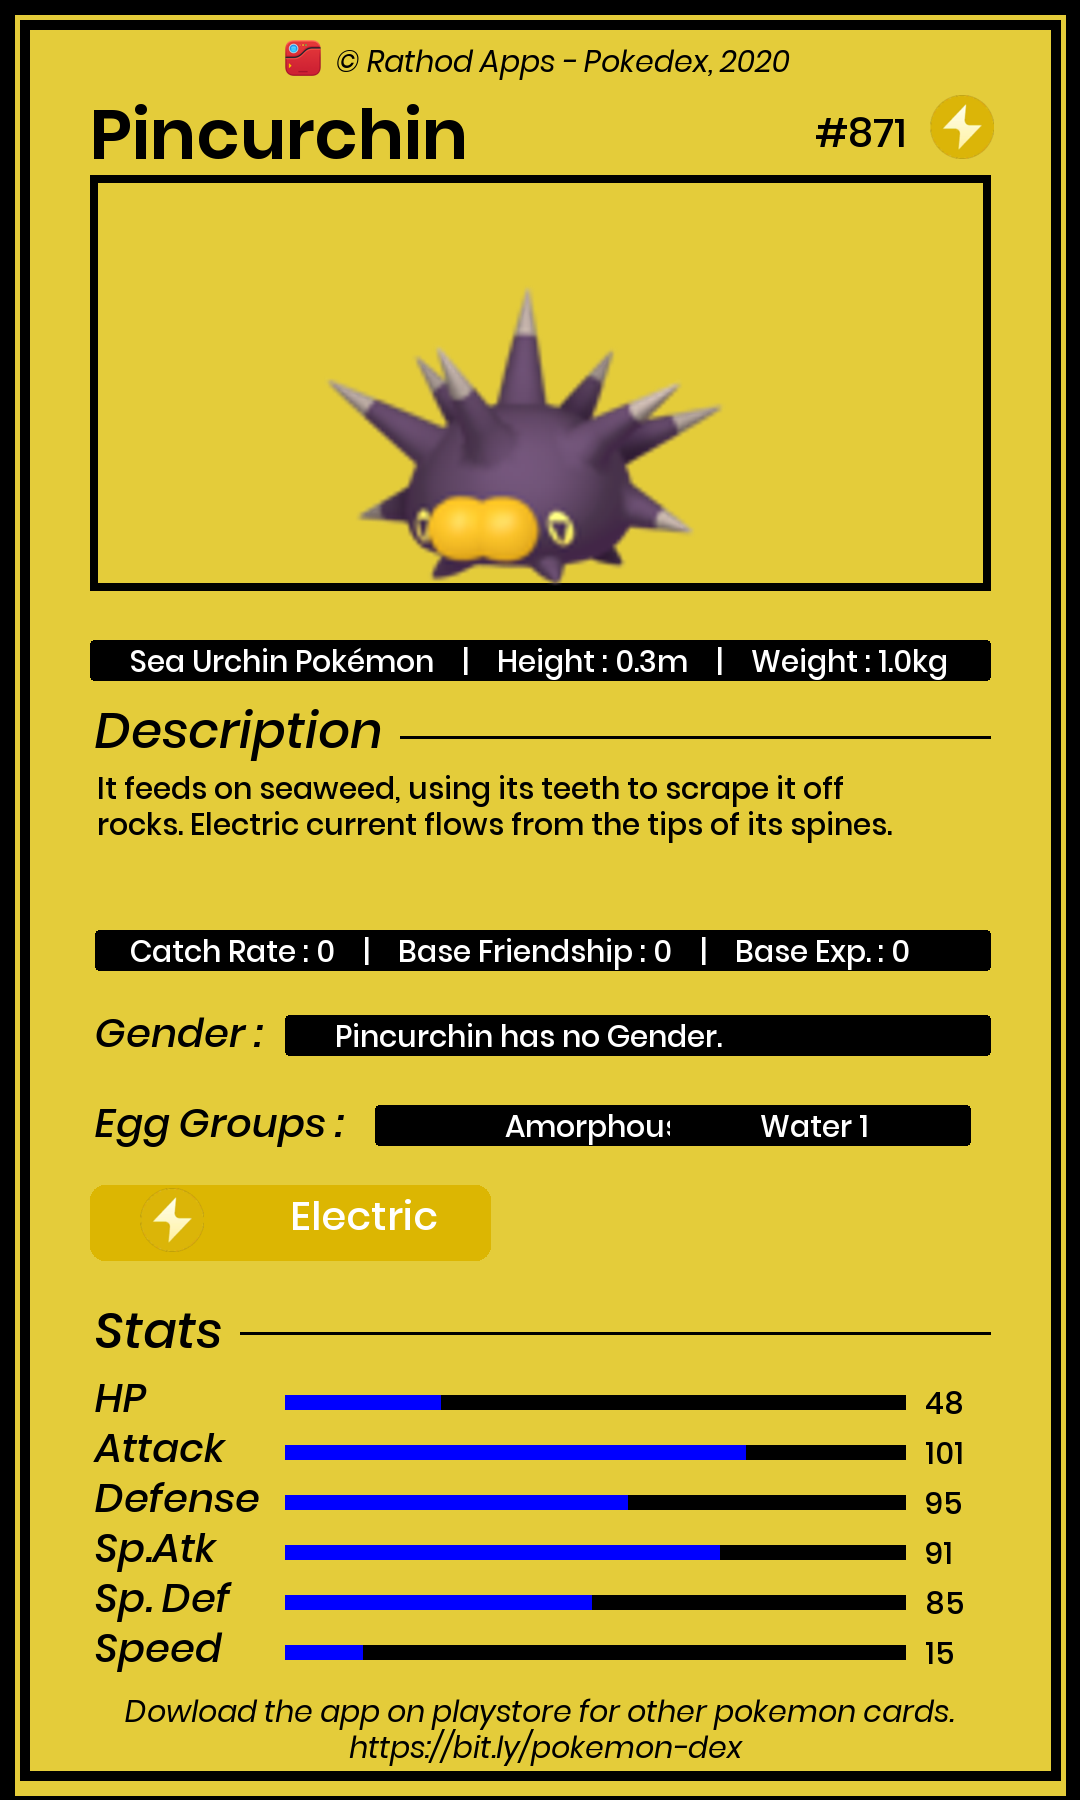 © Rathod Apps - Pokedex, 2020
Pincurchin #871
Sea Urchin Pokémon | Height : 0.3m | Weight : 1.0kg
Description
It feeds on seaweed, using its teeth to scrape it off
rocks. Electric current flows from the tips of its spines.
Catch Rate : 0 | Base Friendship : 0 | Base Exp. : 0
Gender : Pincurchin has no Gender.
Egg Groups : Amorphous Water 1
Electric
Stats
HP 48
Attack 101
Defense 95
Sp.Atk 91
Sp. Def 85
Speed 15
Dowload the app on playstore for other pokemon cards.
https://bit.ly/pokemon-dex